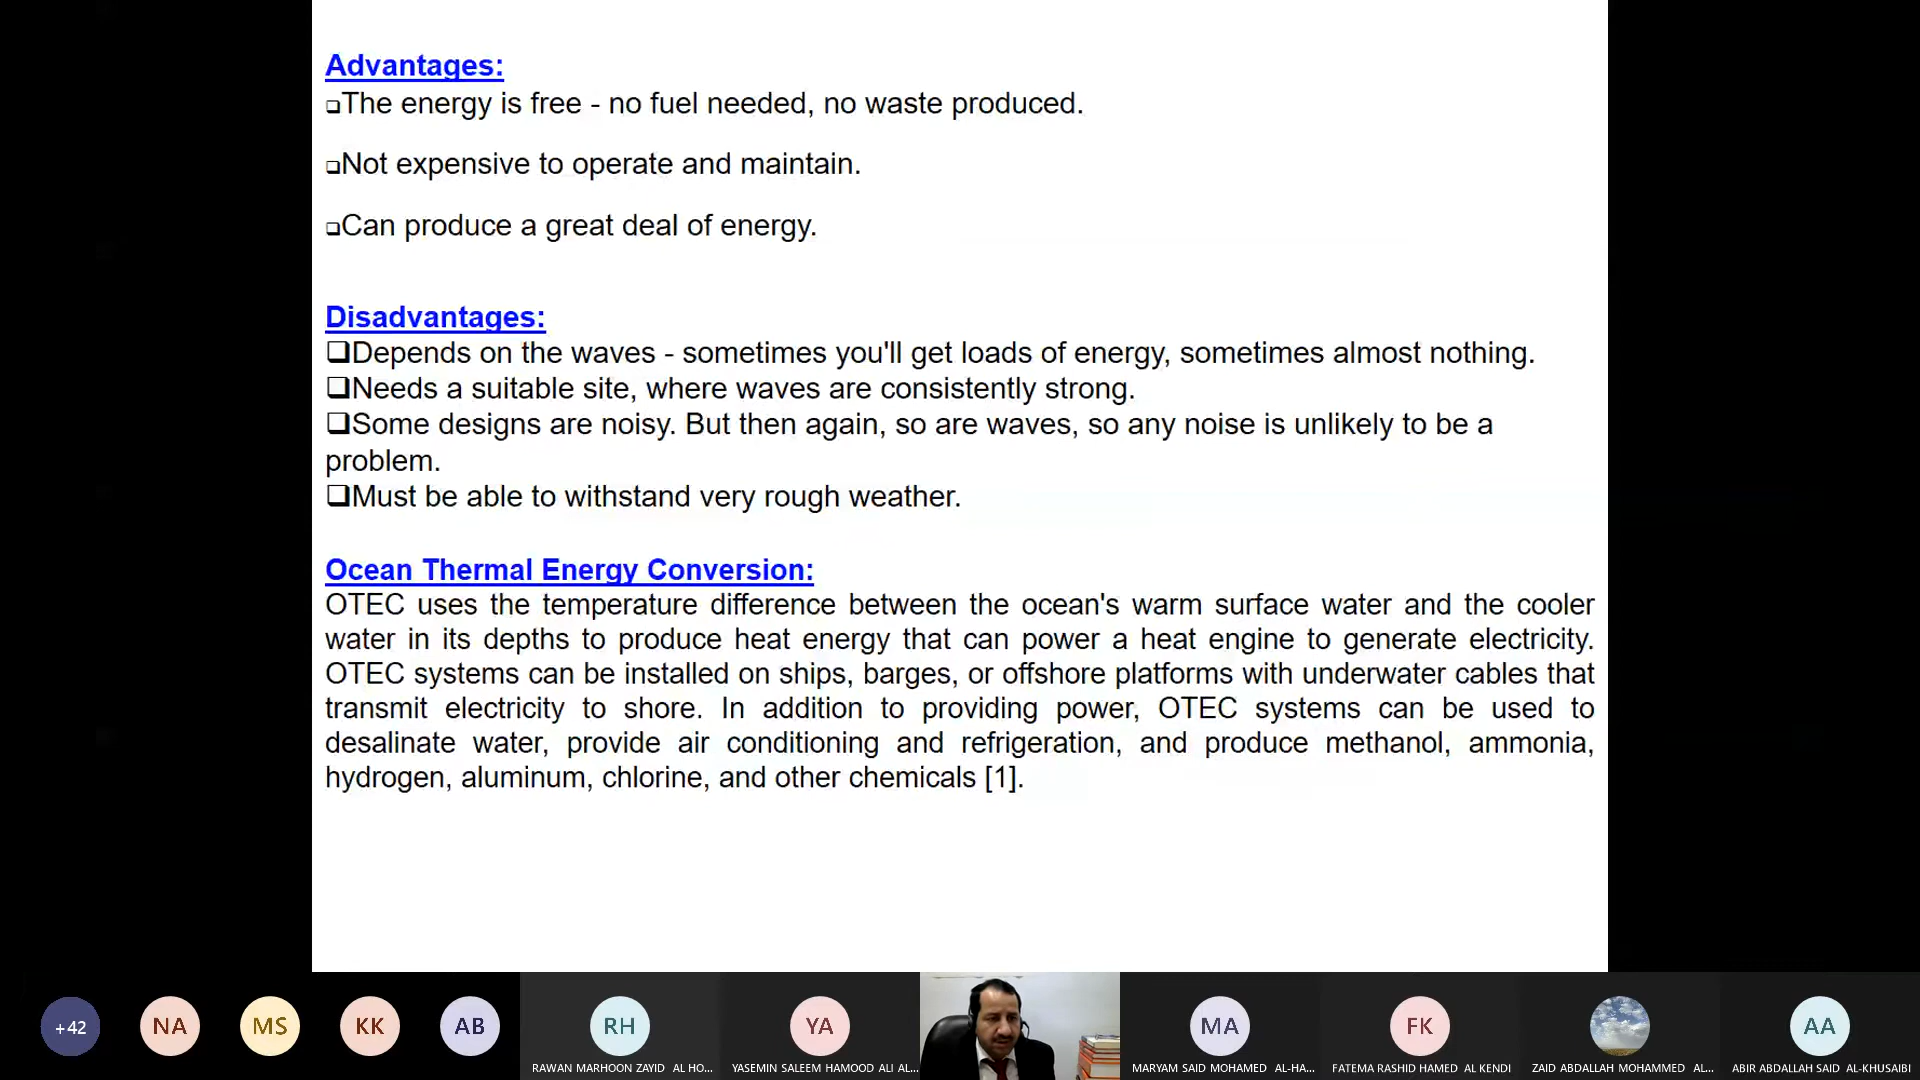 Advantages:
❑The energy is free - no fuel needed, no waste produced.
❑Not expensive to operate and maintain.
❑Can produce a great deal of energy.
Disadvantages:
❑Depends on the waves - sometimes you'll get loads of energy, sometimes almost nothing.
❑Needs a suitable site, where waves are consistently strong.
❑Some designs are noisy. But then again, so are waves, so any noise is unlikely to be a
problem.
❑Must be able to withstand very rough weather.
Ocean Thermal Energy Conversion:
OTEC uses the temperature difference between the ocean's warm surface water and the cooler
water in its depths to produce heat energy that can power a heat engine to generate electricity.
OTEC systems can be installed on ships, barges, or offshore platforms with underwater cables that
transmit electricity to shore. In addition to providing power, OTEC systems can be used to
desalinate water, provide air conditioning and refrigeration, and produce methanol, ammonia,
hydrogen, aluminum, chlorine, and other chemicals [1].
+42 NA MS KK AB RH YA MA FK AA
RAWAN MARHOON ZAYID AL HO... YASEMIN SALEEM HAMOOD ALI AL... MARYAM SAID MOHAMED AL-HA... FATEMA RASHID HAMED AL KENDI ZAID ABDALLAH MOHAMMED AL... ABIR ABDALLAH SAID AL-KHUSAIBI